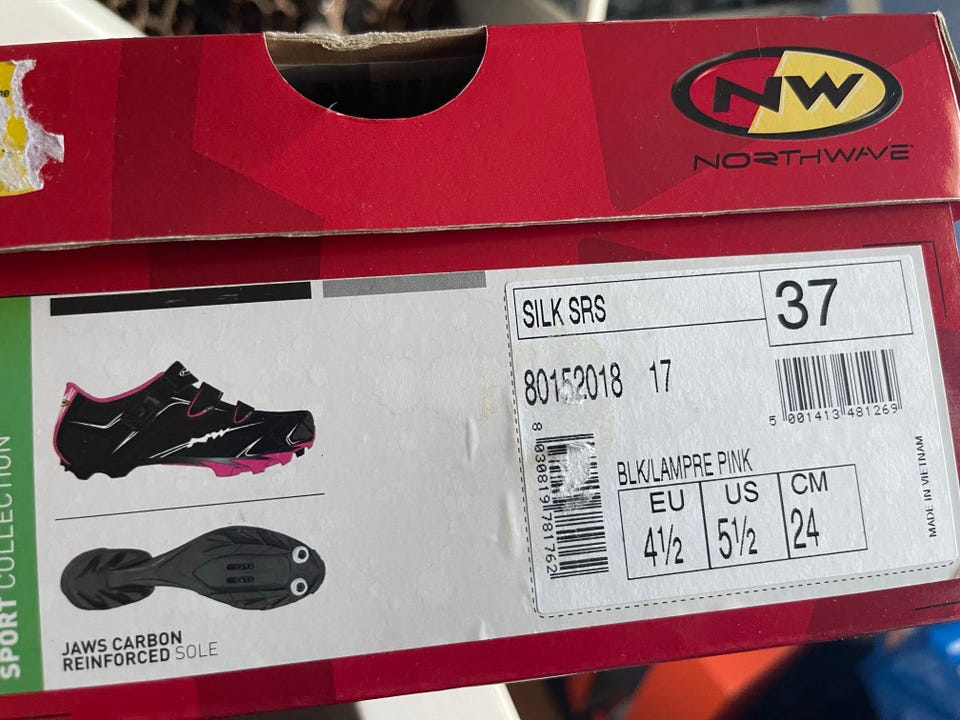 NW
NORTHWAVE
SPORT COLLECTION
JAWS CARBON
REINFORCED SOLE
SILK SRS
37
80152018 17
5 001413 481269
8 030819 781762
BLK/LAMPRE PINK
EU US CM
4½ 5½ 24
MADE IN VIETNAM